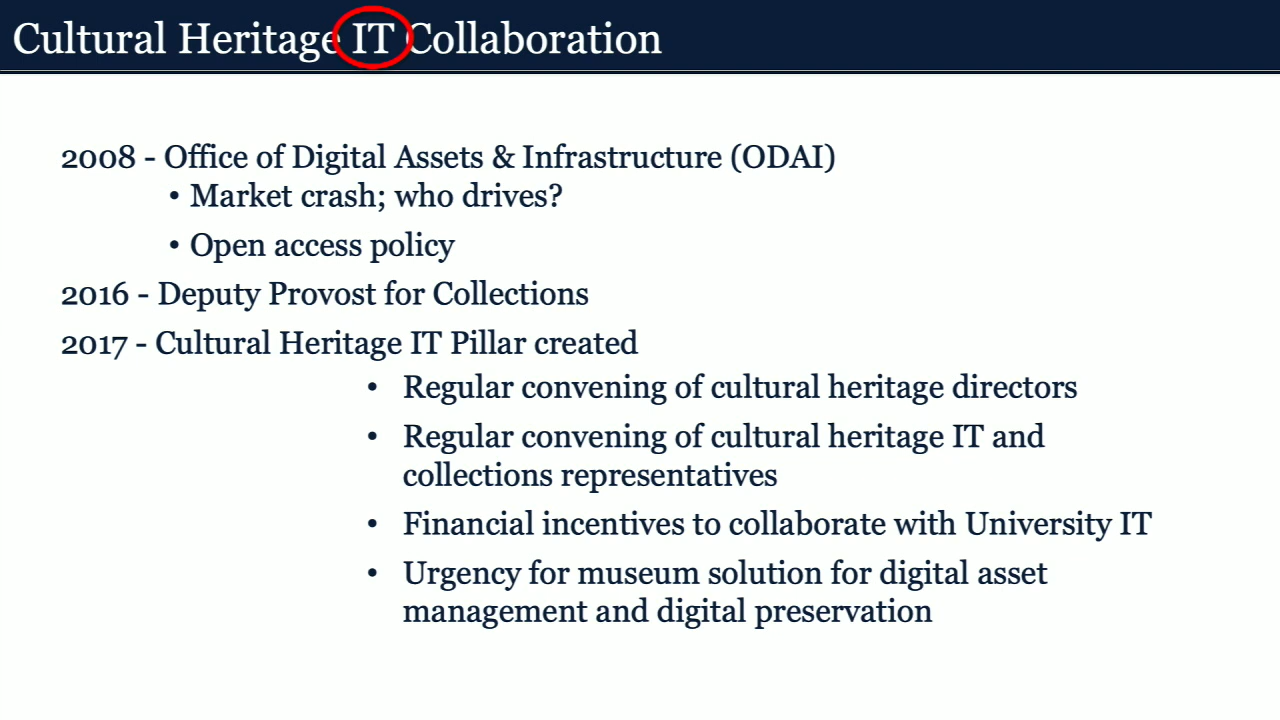 Cultural Heritage IT Collaboration
2008 - Office of Digital Assets & Infrastructure (ODAI)
• Market crash; who drives?
• Open access policy
2016 - Deputy Provost for Collections
2017 - Cultural Heritage IT Pillar created
• Regular convening of cultural heritage directors
• Regular convening of cultural heritage IT and
collections representatives
• Financial incentives to collaborate with University IT
• Urgency for museum solution for digital asset
management and digital preservation